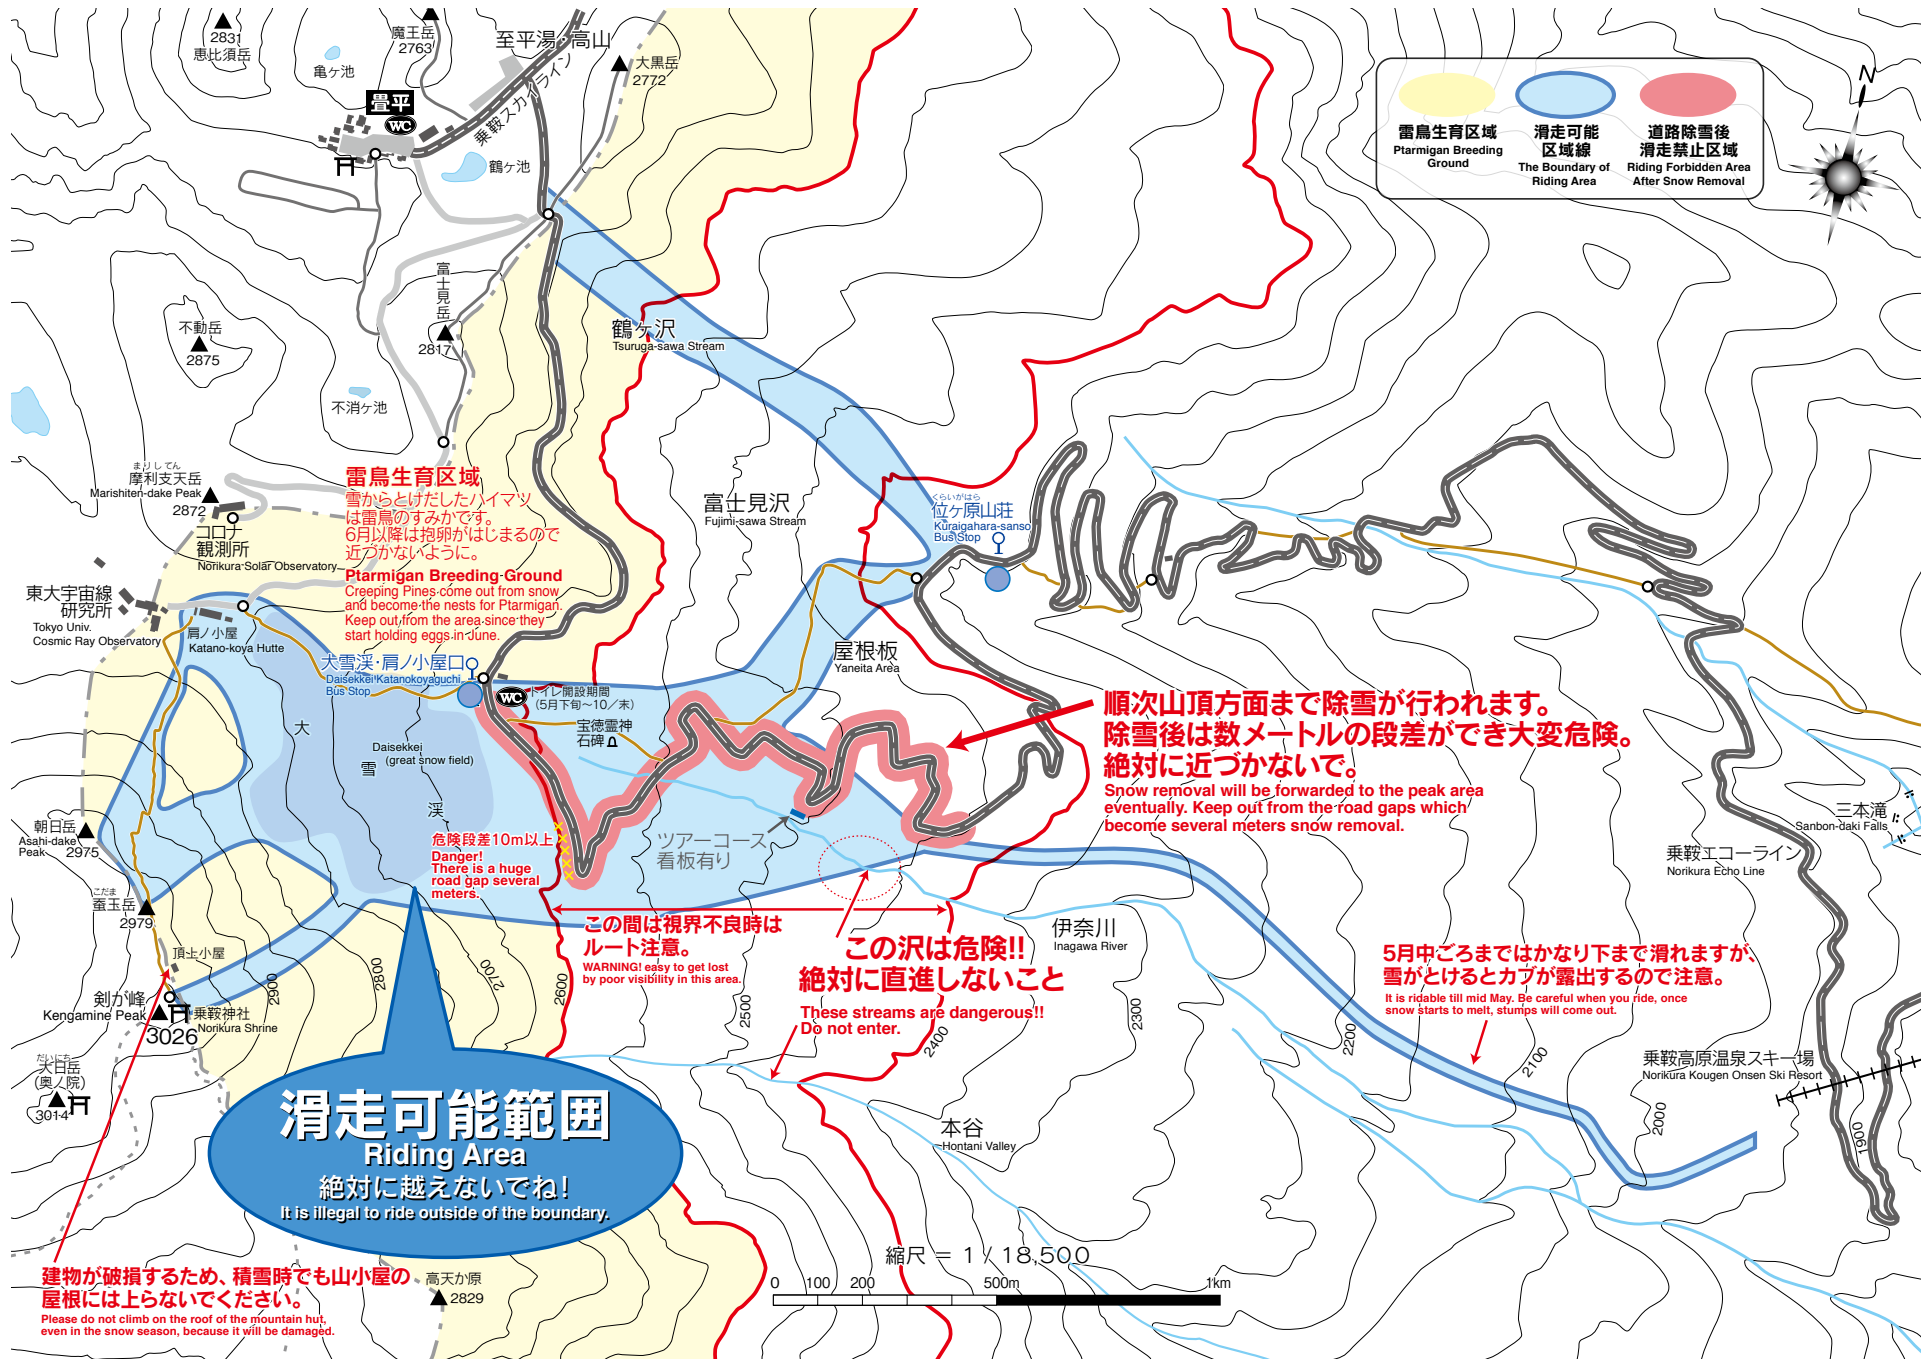 2831
恵比須岳
魔王岳
2763
至平湯・高山
亀ヶ池
大黒岳
2772
畳平
WC
乗鞍スカイライン
鶴ヶ池
雷鳥生育区域
Ptarmigan Breeding
Ground
滑走可能
区域線
The Boundary of
Riding Area
道路除雪後
滑走禁止区域
Riding Forbidden Area
After Snow Removal
N
富士見岳
2817
不動岳
2875
不消ヶ池
鶴ヶ沢
Tsuruga-sawa Stream
まりしてん
摩利支天岳
Marishiten-dake Peak
2872
コロナ
観測所
Norikura Solar Observatory
雷鳥生育区域
雪からとけだしたハイマツ
は雷鳥のすみかです。
6月以降は抱卵がはじまるので
近づかないように。
Ptarmigan Breeding Ground
Creeping Pines come out from snow
and become the nests for Ptarmigan.
Keep out from the area since they
start holding eggs in June.
富士見沢
Fujimi-sawa Stream
くらいがはら
位ヶ原山荘
Kuraigahara-sanso
Bus Stop
東大宇宙線
研究所
Tokyo Univ.
Cosmic Ray Observatory
肩ノ小屋
Katano-koya Hutte
大雪渓・肩ノ小屋口
Daisekkei Katanokoyaguchi
Bus Stop
WC
トイレ開設期間
(5月下旬〜10／末)
宝徳霊神
石碑
屋根板
Yaneita Area
大
雪
渓
Daisekkei
(great snow field)
順次山頂方面まで除雪が行われます。
除雪後は数メートルの段差ができ大変危険。
絶対に近づかないで。
Snow removal will be forwarded to the peak area
eventually. Keep out from the road gaps which
become several meters snow removal.
三本滝
Sanbon-daki Falls
乗鞍エコーライン
Norikura Echo Line
朝日岳
Asahi-dake
Peak
2975
危険段差10m以上
Danger!
There is a huge
road gap several
meters.
ツアーコース
看板有り
こだま
蚕玉岳
2979
この間は視界不良時は
ルート注意。
WARNING! easy to get lost
by poor visibility in this area.
この沢は危険!!
絶対に直進しないこと
These streams are dangerous!!
Do not enter.
伊奈川
Inagawa River
5月中ごろまではかなり下まで滑れますが、
雪がとけるとカブが露出するので注意。
It is ridable till mid May. Be careful when you ride, once
snow starts to melt, stumps will come out.
頂上小屋
剣が峰
Kengamine Peak
3026
乗鞍神社
Norikura Shrine
だいにち
大日岳
(奥ノ院)
3014
2900
2800
2700
2600
2500
2400
2300
2200
2100
2000
1900
乗鞍高原温泉スキー場
Norikura Kougen Onsen Ski Resort
本谷
Hontani Valley
滑走可能範囲
Riding Area
絶対に越えないでね!
It is illegal to ride outside of the boundary.
建物が破損するため、積雪時でも山小屋の
屋根には上らないでください。
Please do not climb on the roof of the mountain hut,
even in the snow season, because it will be damaged.
高天か原
2829
縮尺 = 1 / 18,500
0 100 200 500m 1km